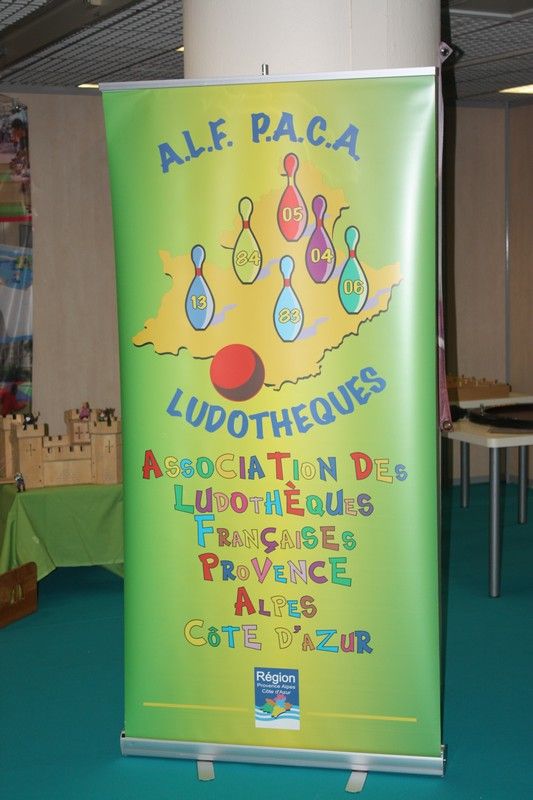 A.L.F. P.A.C.A
05
84
04
06
13
83
LUDOTHEQUES
ASSOCIATION DES
LUDOTHÈQUES
FRANÇAISES
PROVENCE
ALPES
CÔTE D'AZUR
Région
Provence Alpes
Côte d'Azur